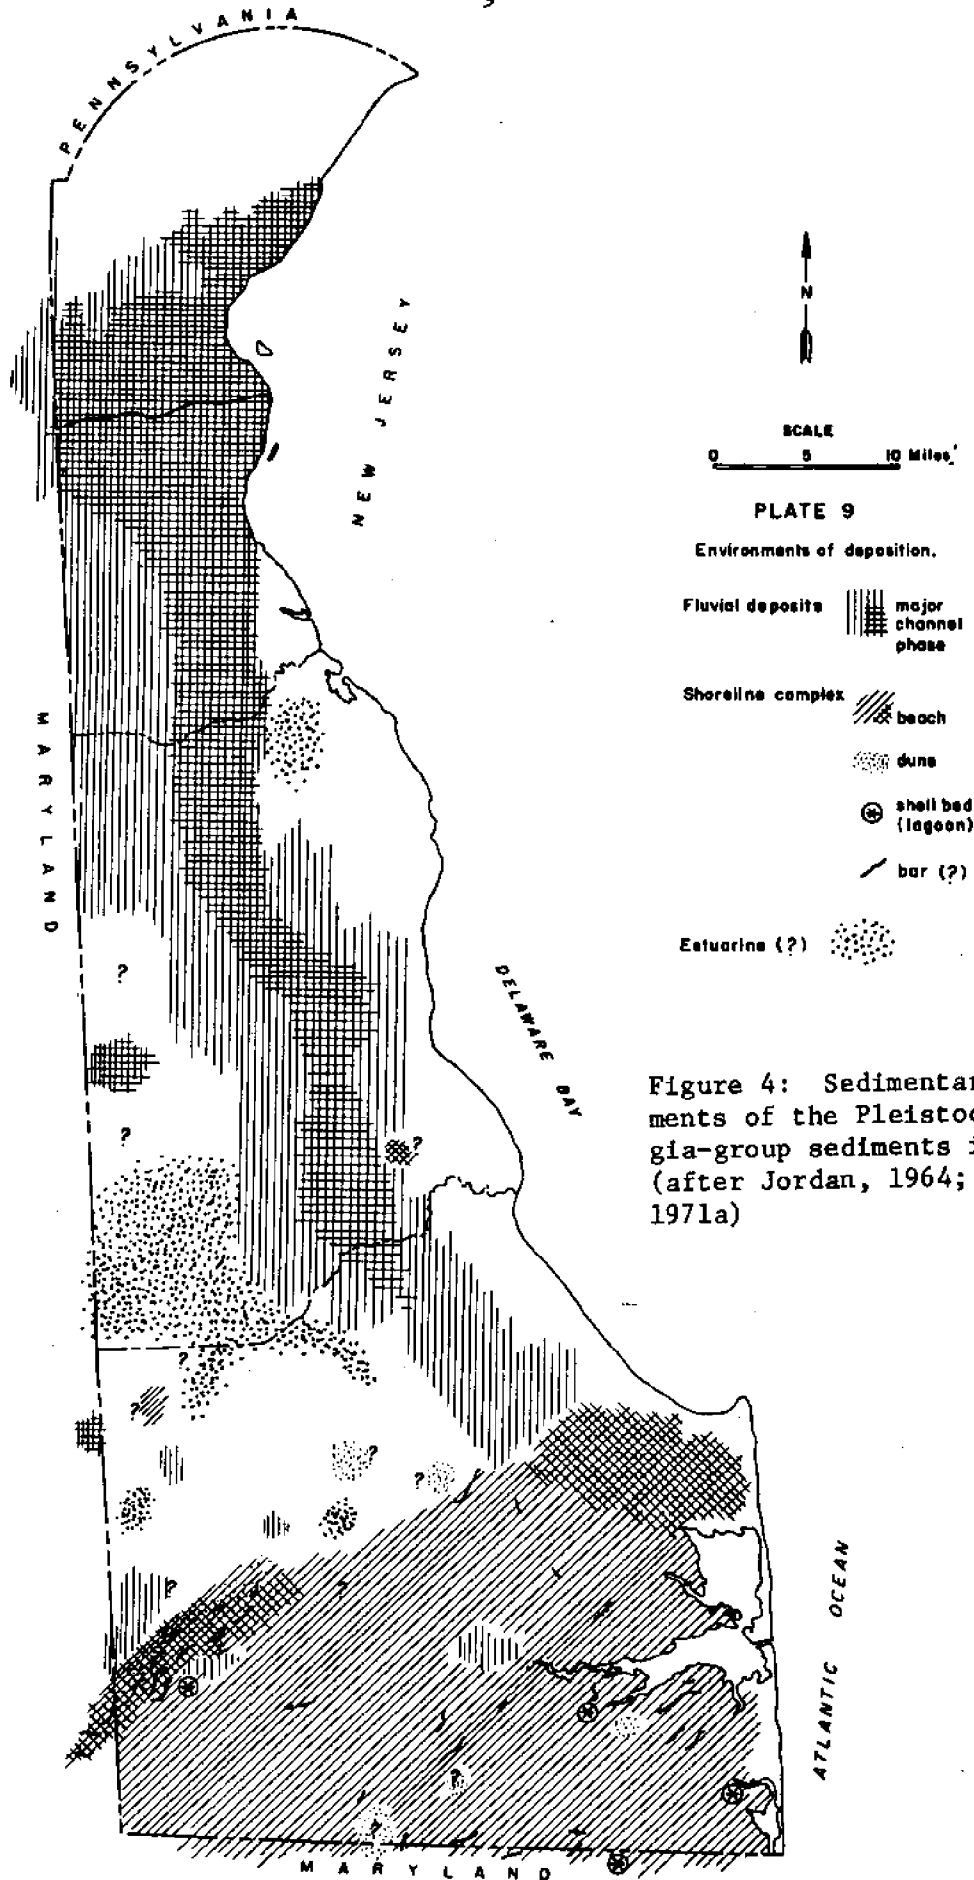 PENNSYLVANIA
NEW JERSEY
MARYLAND
DELAWARE BAY
ATLANTIC OCEAN
MARYLAND
N
SCALE
0 5 10 Miles
PLATE 9
Environments of deposition.
Fluvial deposits
major
channel
phase
Shoreline complex
beach
dune
shell bed
(lagoon)
bar (?)
Estuarine (?)
?
?
?
?
?
?
?
?
?
?
?
Figure 4: Sedimentar
ments of the Pleistoc
gia-group sediments i
(after Jordan, 1964;
1971a)